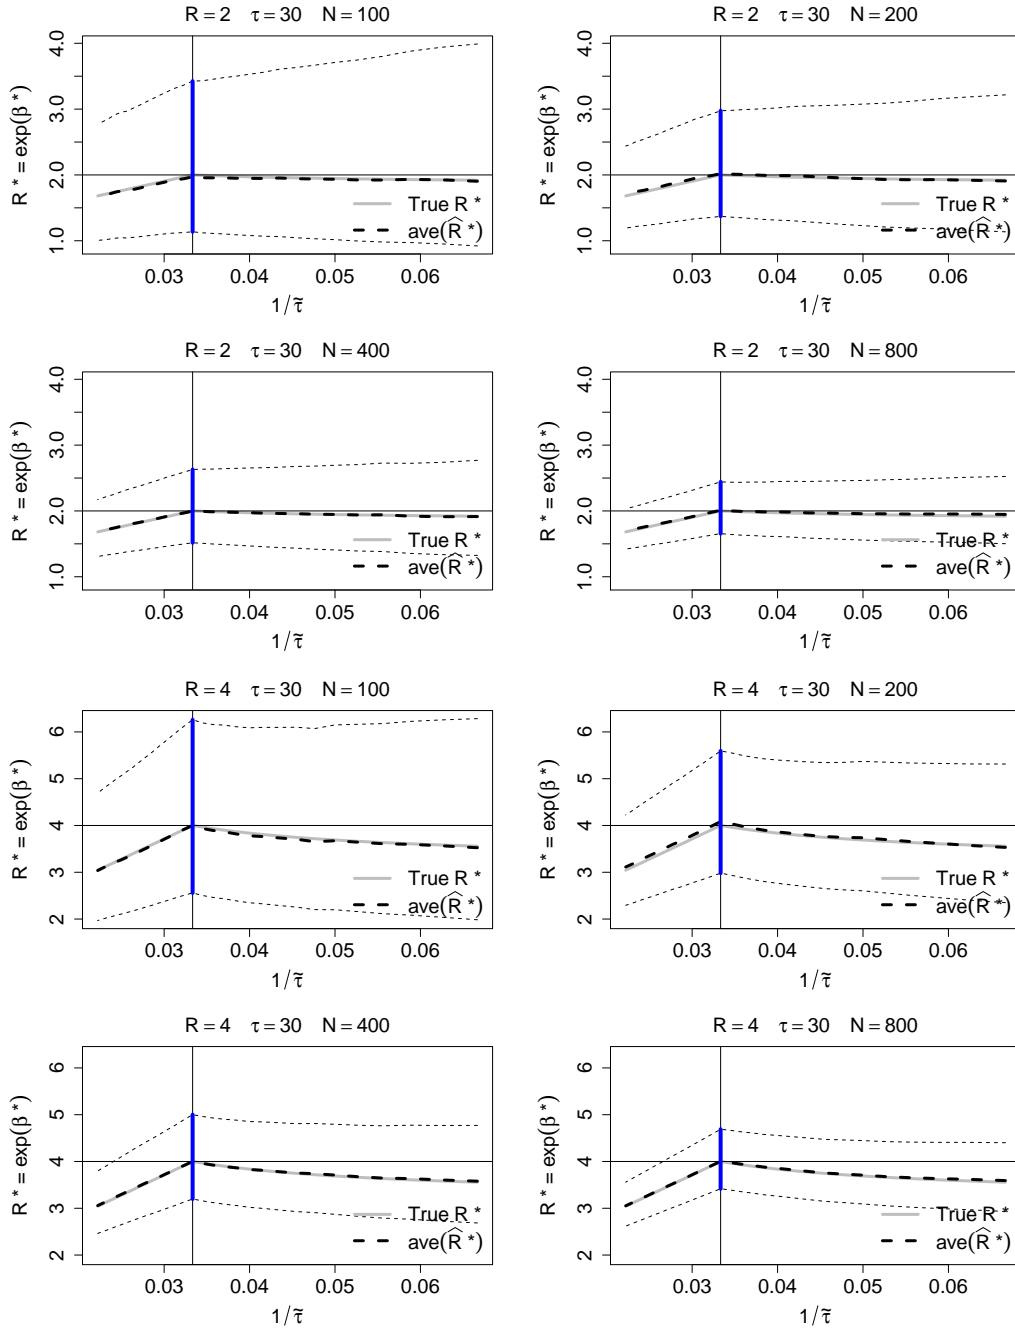 R = 2 τ = 30 N = 100
R * = exp(β *)
4.0
3.0
2.0
1.0
True R *
ave(R̂ *)
0.03 0.04 0.05 0.06
1/τ̃
R = 2 τ = 30 N = 200
R * = exp(β *)
4.0
3.0
2.0
1.0
True R *
ave(R̂ *)
0.03 0.04 0.05 0.06
1/τ̃
R = 2 τ = 30 N = 400
R * = exp(β *)
4.0
3.0
2.0
1.0
True R *
ave(R̂ *)
0.03 0.04 0.05 0.06
1/τ̃
R = 2 τ = 30 N = 800
R * = exp(β *)
4.0
3.0
2.0
1.0
True R *
ave(R̂ *)
0.03 0.04 0.05 0.06
1/τ̃
R = 4 τ = 30 N = 100
R * = exp(β *)
6
5
4
3
2
True R *
ave(R̂ *)
0.03 0.04 0.05 0.06
1/τ̃
R = 4 τ = 30 N = 200
R * = exp(β *)
6
5
4
3
2
True R *
ave(R̂ *)
0.03 0.04 0.05 0.06
1/τ̃
R = 4 τ = 30 N = 400
R * = exp(β *)
6
5
4
3
2
True R *
ave(R̂ *)
0.03 0.04 0.05 0.06
1/τ̃
R = 4 τ = 30 N = 800
R * = exp(β *)
6
5
4
3
2
True R *
ave(R̂ *)
0.03 0.04 0.05 0.06
1/τ̃